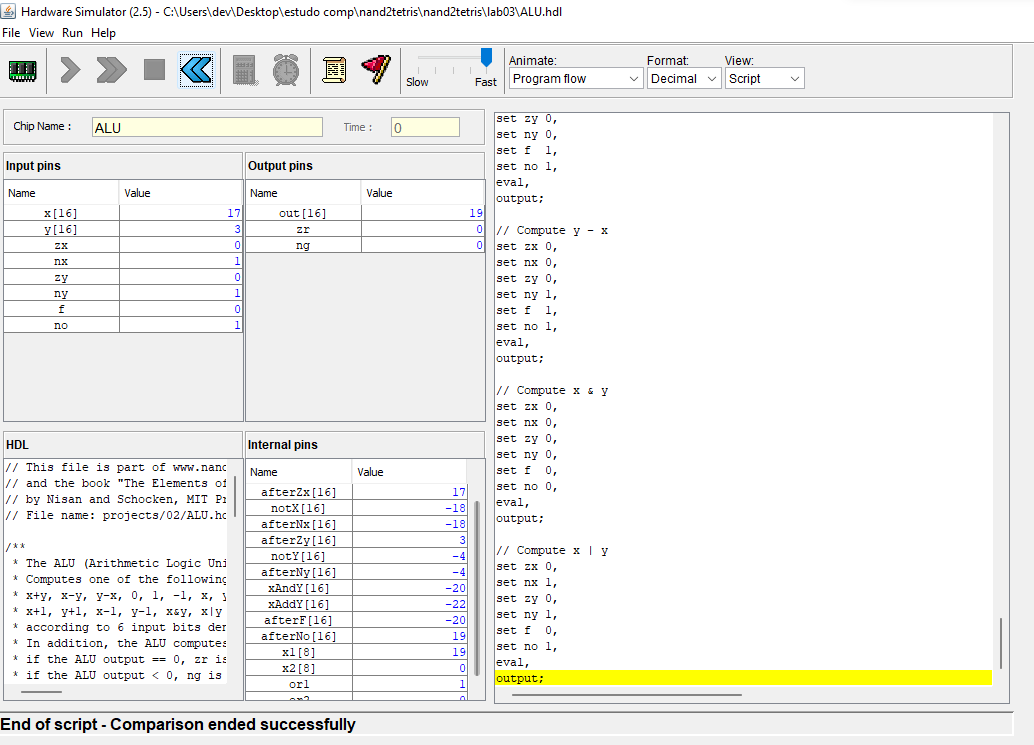 Hardware Simulator (2.5) - C:\Users\dev\Desktop\estudo comp\nand2tetris\nand2tetris\lab03\ALU.hdl
File View Run Help
Slow Fast
Animate:
Program flow
Format:
Decimal
View:
Script
Chip Name : ALU Time : 0
Input pins
Name Value
x[16] 17
y[16] 3
zx 0
nx 1
zy 0
ny 1
f 0
no 1
Output pins
Name Value
out[16] 19
zr 0
ng 0
HDL
// This file is part of www.nand
// and the book "The Elements of
// by Nisan and Schocken, MIT Pr
// File name: projects/02/ALU.hd
/**
* The ALU (Arithmetic Logic Uni
* Computes one of the following
* x+y, x-y, y-x, 0, 1, -1, x, y
* x+1, y+1, x-1, y-1, x&y, x|y
* according to 6 input bits den
* In addition, the ALU computes
* if the ALU output == 0, zr is
* if the ALU output < 0, ng is
Internal pins
Name Value
afterZx[16] 17
notX[16] -18
afterNx[16] -18
afterZy[16] 3
notY[16] -4
afterNy[16] -4
xAndY[16] -20
xAddY[16] -22
afterF[16] -20
afterNo[16] 19
x1[8] 19
x2[8] 0
or1 1
or2 0
set zy 0,
set ny 0,
set f 1,
set no 1,
eval,
output;
// Compute y - x
set zx 0,
set nx 0,
set zy 0,
set ny 1,
set f 1,
set no 1,
eval,
output;
// Compute x & y
set zx 0,
set nx 0,
set zy 0,
set ny 0,
set f 0,
set no 0,
eval,
output;
// Compute x | y
set zx 0,
set nx 1,
set zy 0,
set ny 1,
set f 0,
set no 1,
eval,
output;
End of script - Comparison ended successfully